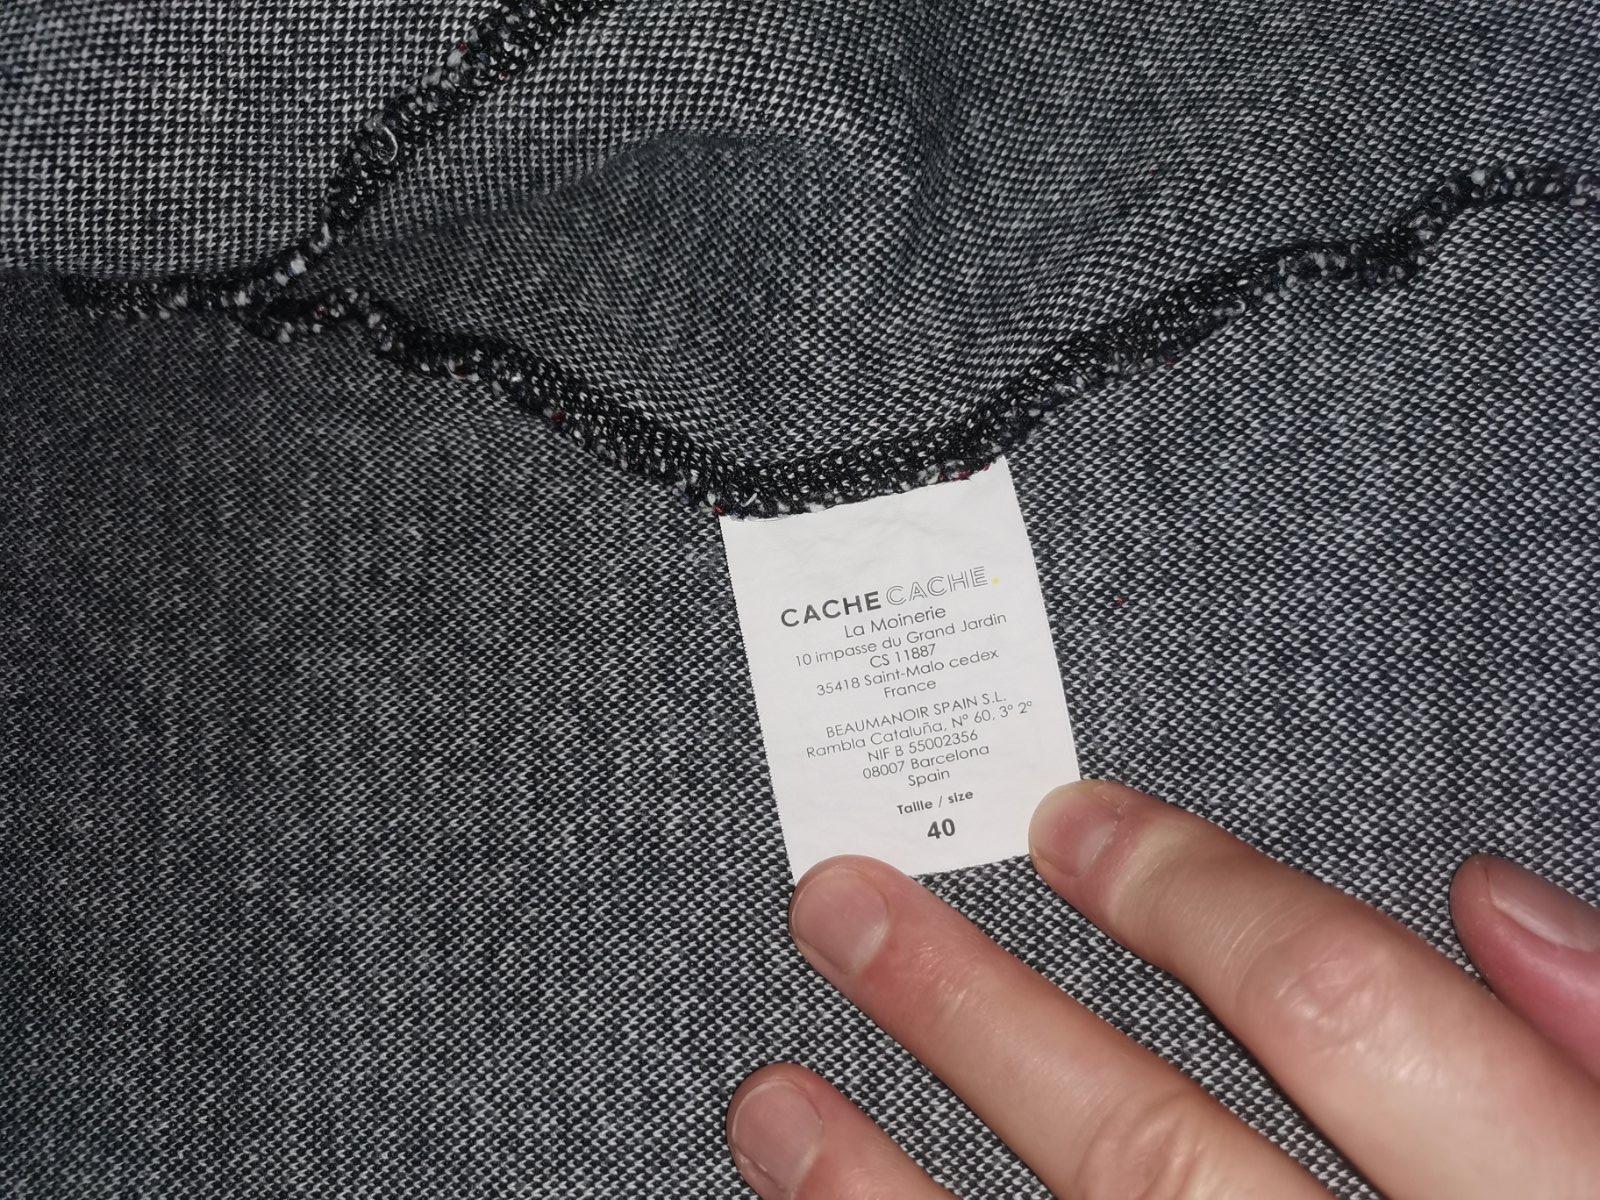 CACHE CACHE.
La Moinerie
10 impasse du Grand Jardin
CS 11887
35418 Saint-Malo cedex
France
BEAUMANOIR SPAIN S.L.
Rambla Cataluña, Nº 60, 3º 2º
NIF B 55002356
08007 Barcelona
Spain
Taille / size
40